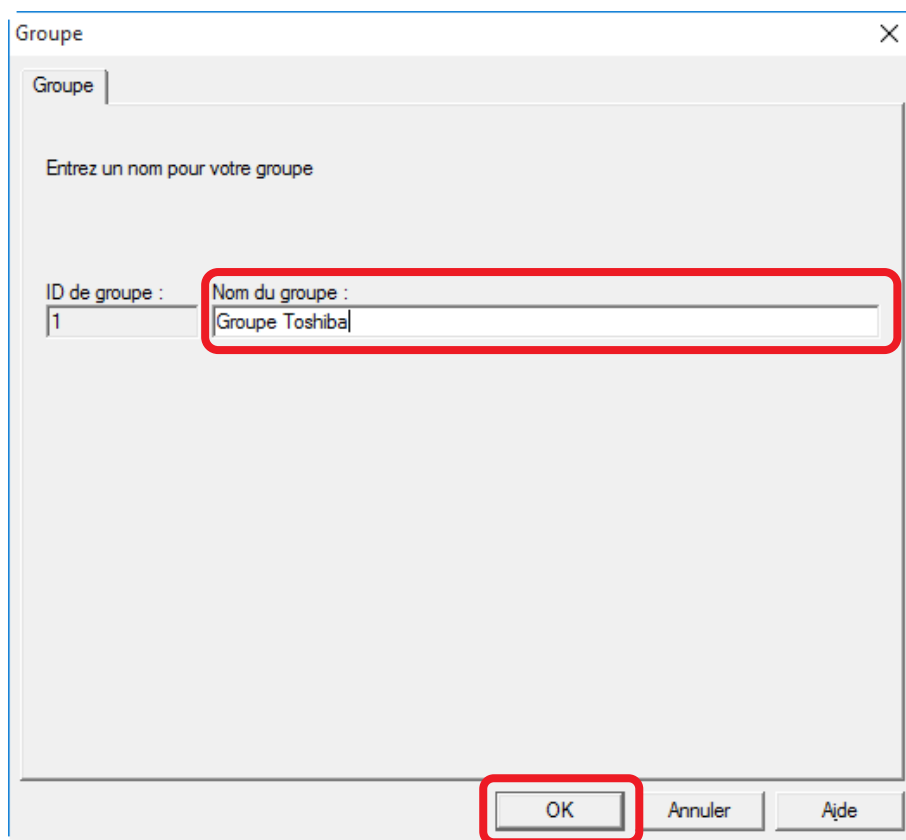 Groupe
Groupe
Entrez un nom pour votre groupe
ID de groupe : Nom du groupe :
1 Groupe Toshiba
OK Annuler Aide